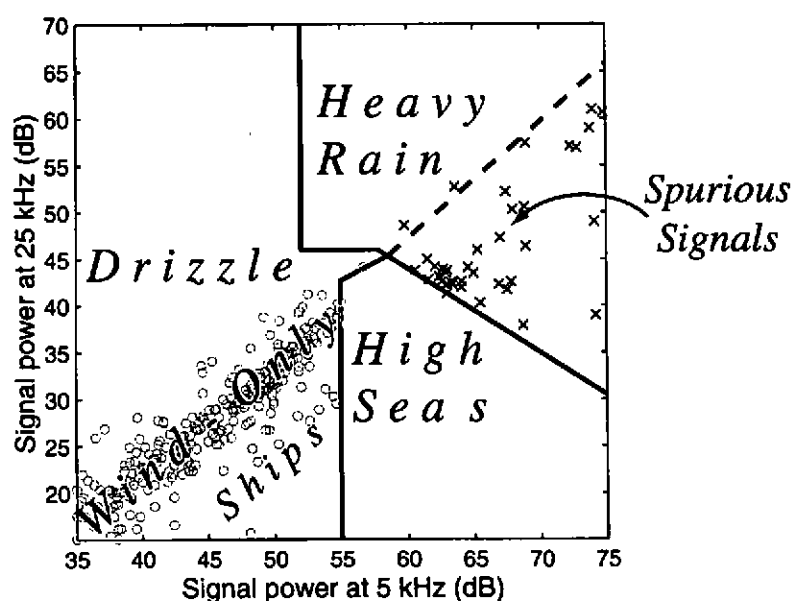 70
65
60
55
50
45
40
35
30
25
20
Signal power at 25 kHz (dB)
Heavy
Rain
Spurious
Signals
Drizzle
High
Seas
Wind - Only
Ships
35 40 45 50 55 60 65 70 75
Signal power at 5 kHz (dB)